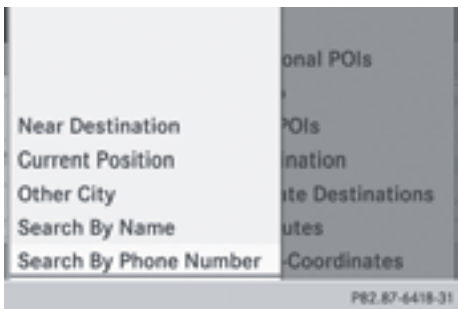 onal POIs
Near Destination
POIs
Current Position
ination
Other City
ate Destinations
Search By Name
utes
Search By Phone Number
-Coordinates
P82.87-6418-31